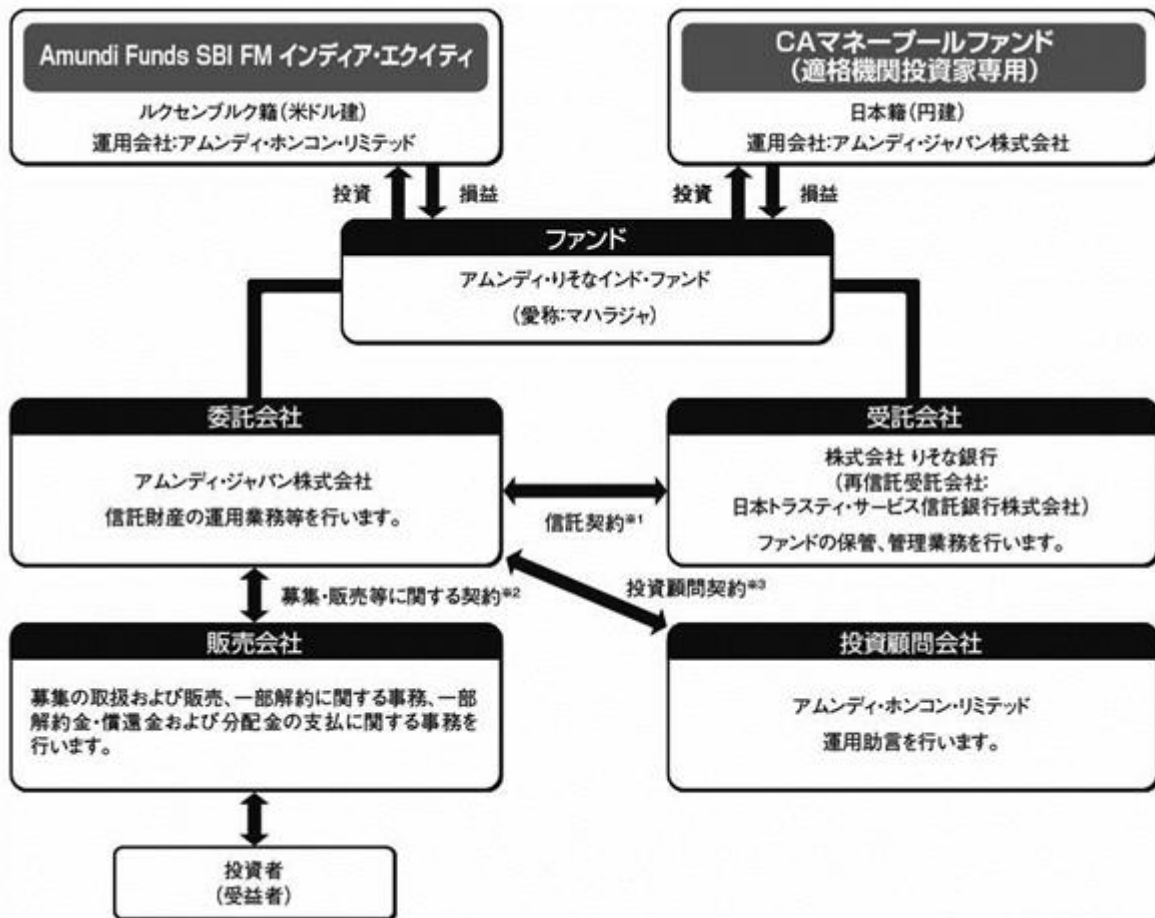 Amundi Funds SBI FM インディア・エクイティ
ルクセンブルク籍(米ドル建)
運用会社:アムンディ・ホンコン・リミテッド
CAマネープールファンド
(適格機関投資家専用)
日本籍(円建)
運用会社:アムンディ・ジャパン株式会社
投資
損益
投資
損益
ファンド
アムンディ・りそなインド・ファンド
(愛称:マハラジャ)
委託会社
アムンディ・ジャパン株式会社
信託財産の運用業務等を行います。
受託会社
株式会社 りそな銀行
(再信託受託会社:
日本トラスティ・サービス信託銀行株式会社)
ファンドの保管、管理業務を行います。
信託契約※1
投資顧問契約※3
募集・販売等に関する契約※2
販売会社
募集の取扱および販売、一部解約に関する事務、一部
解約金・償還金および分配金の支払に関する事務を
行います。
投資顧問会社
アムンディ・ホンコン・リミテッド
運用助言を行います。
投資者
(受益者)